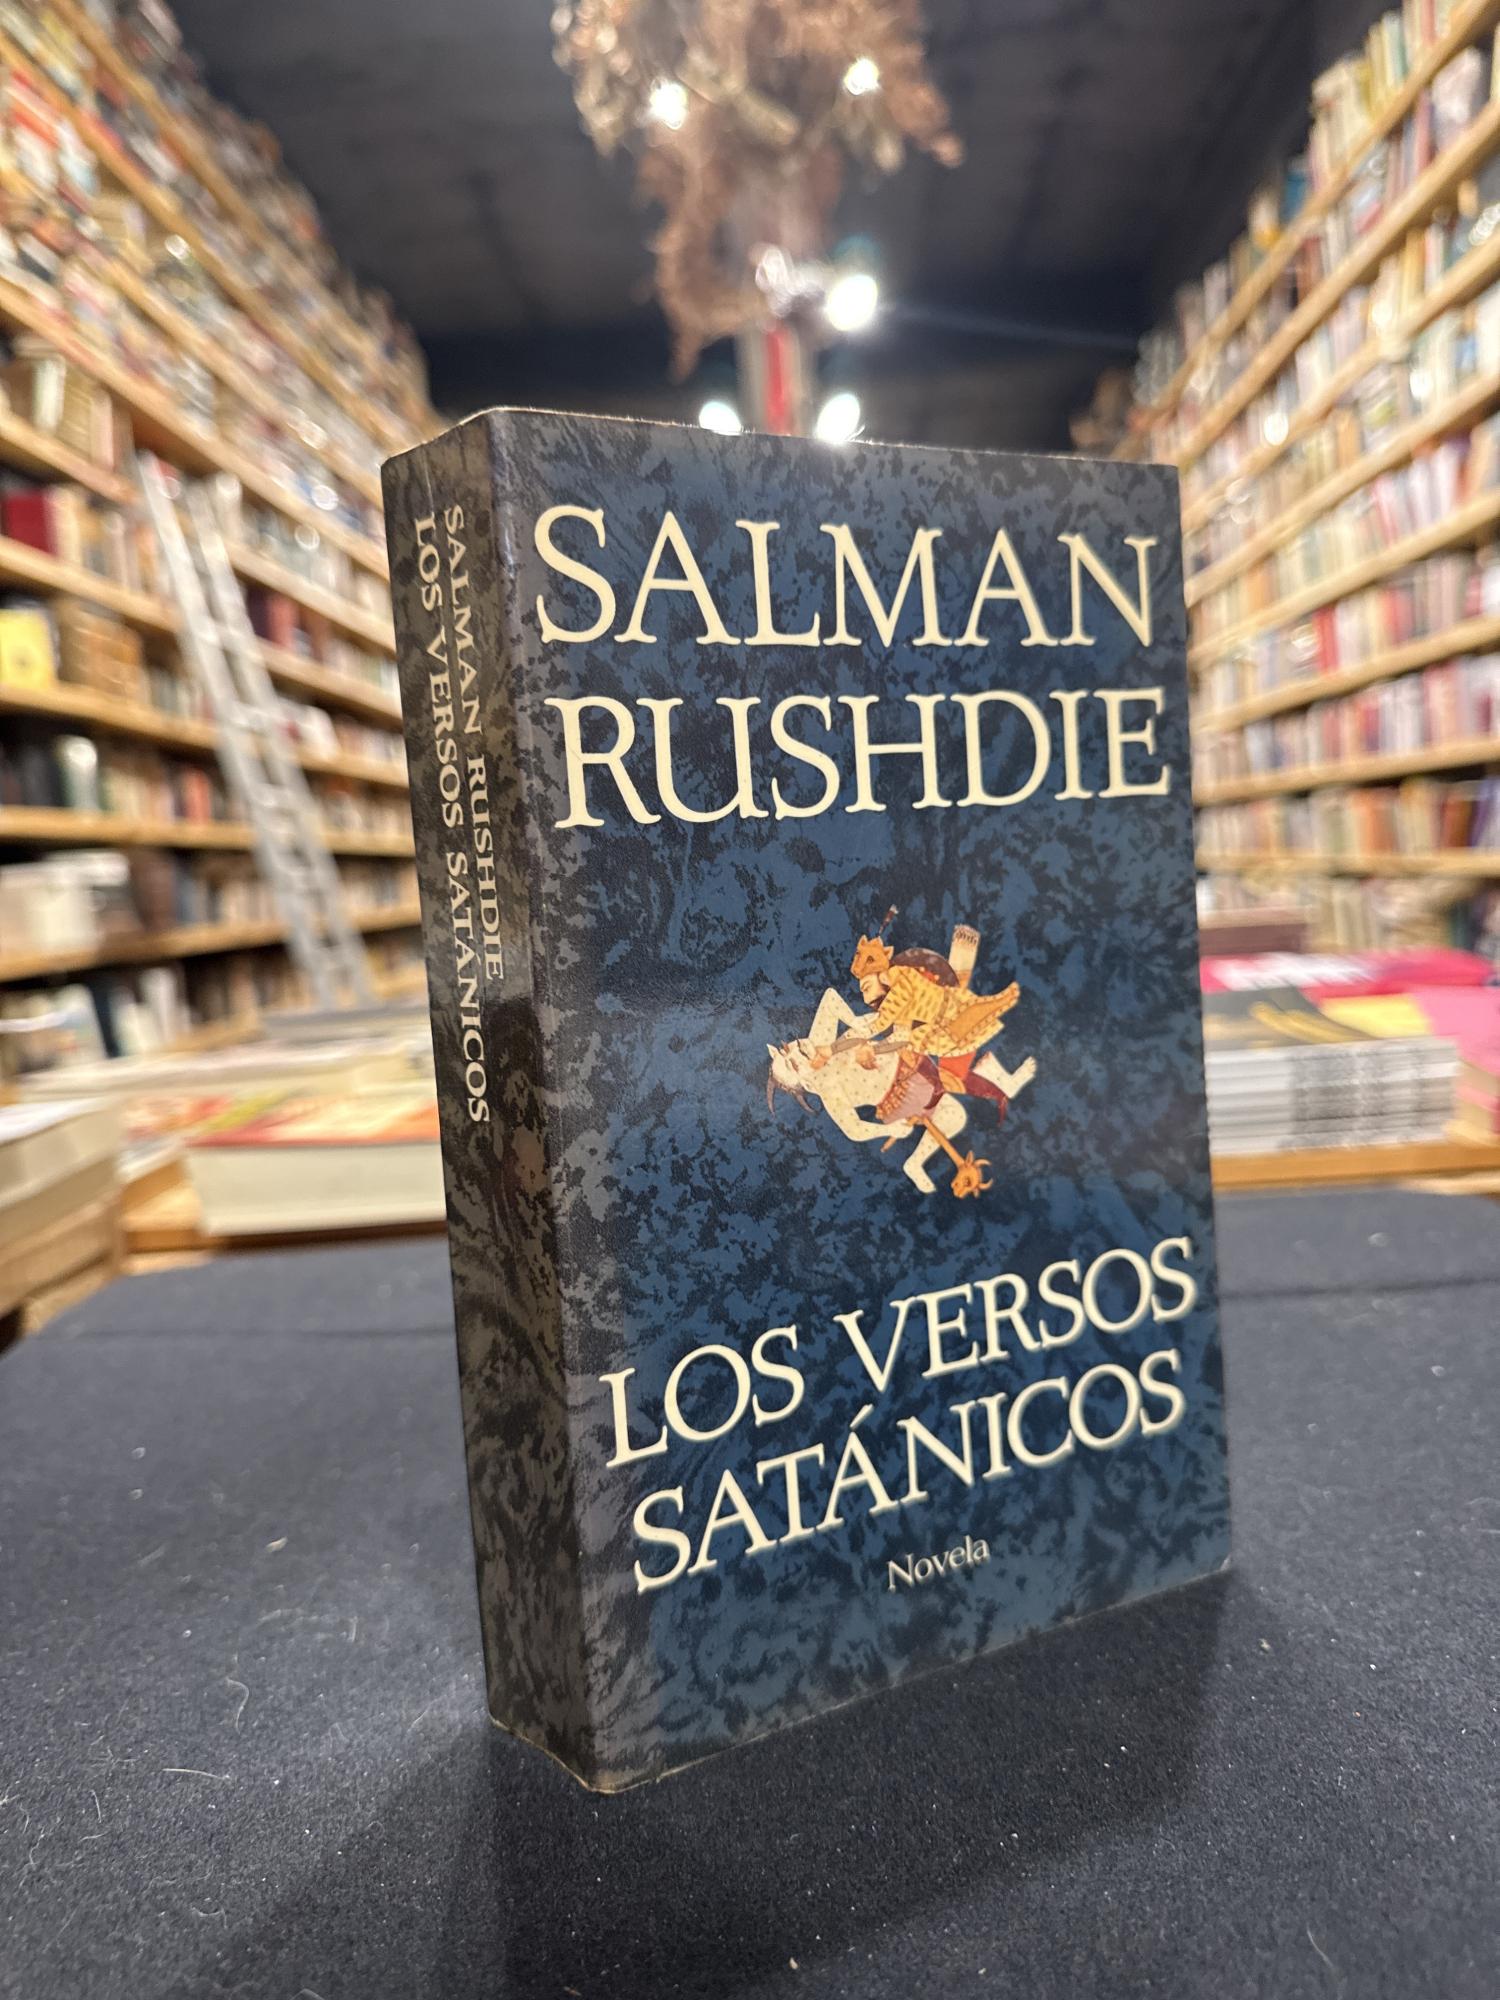 SALMAN
RUSHDIE
LOS VERSOS
SATÁNICOS
Novela
SALMAN RUSHDIE
LOS VERSOS SATÁNICOS